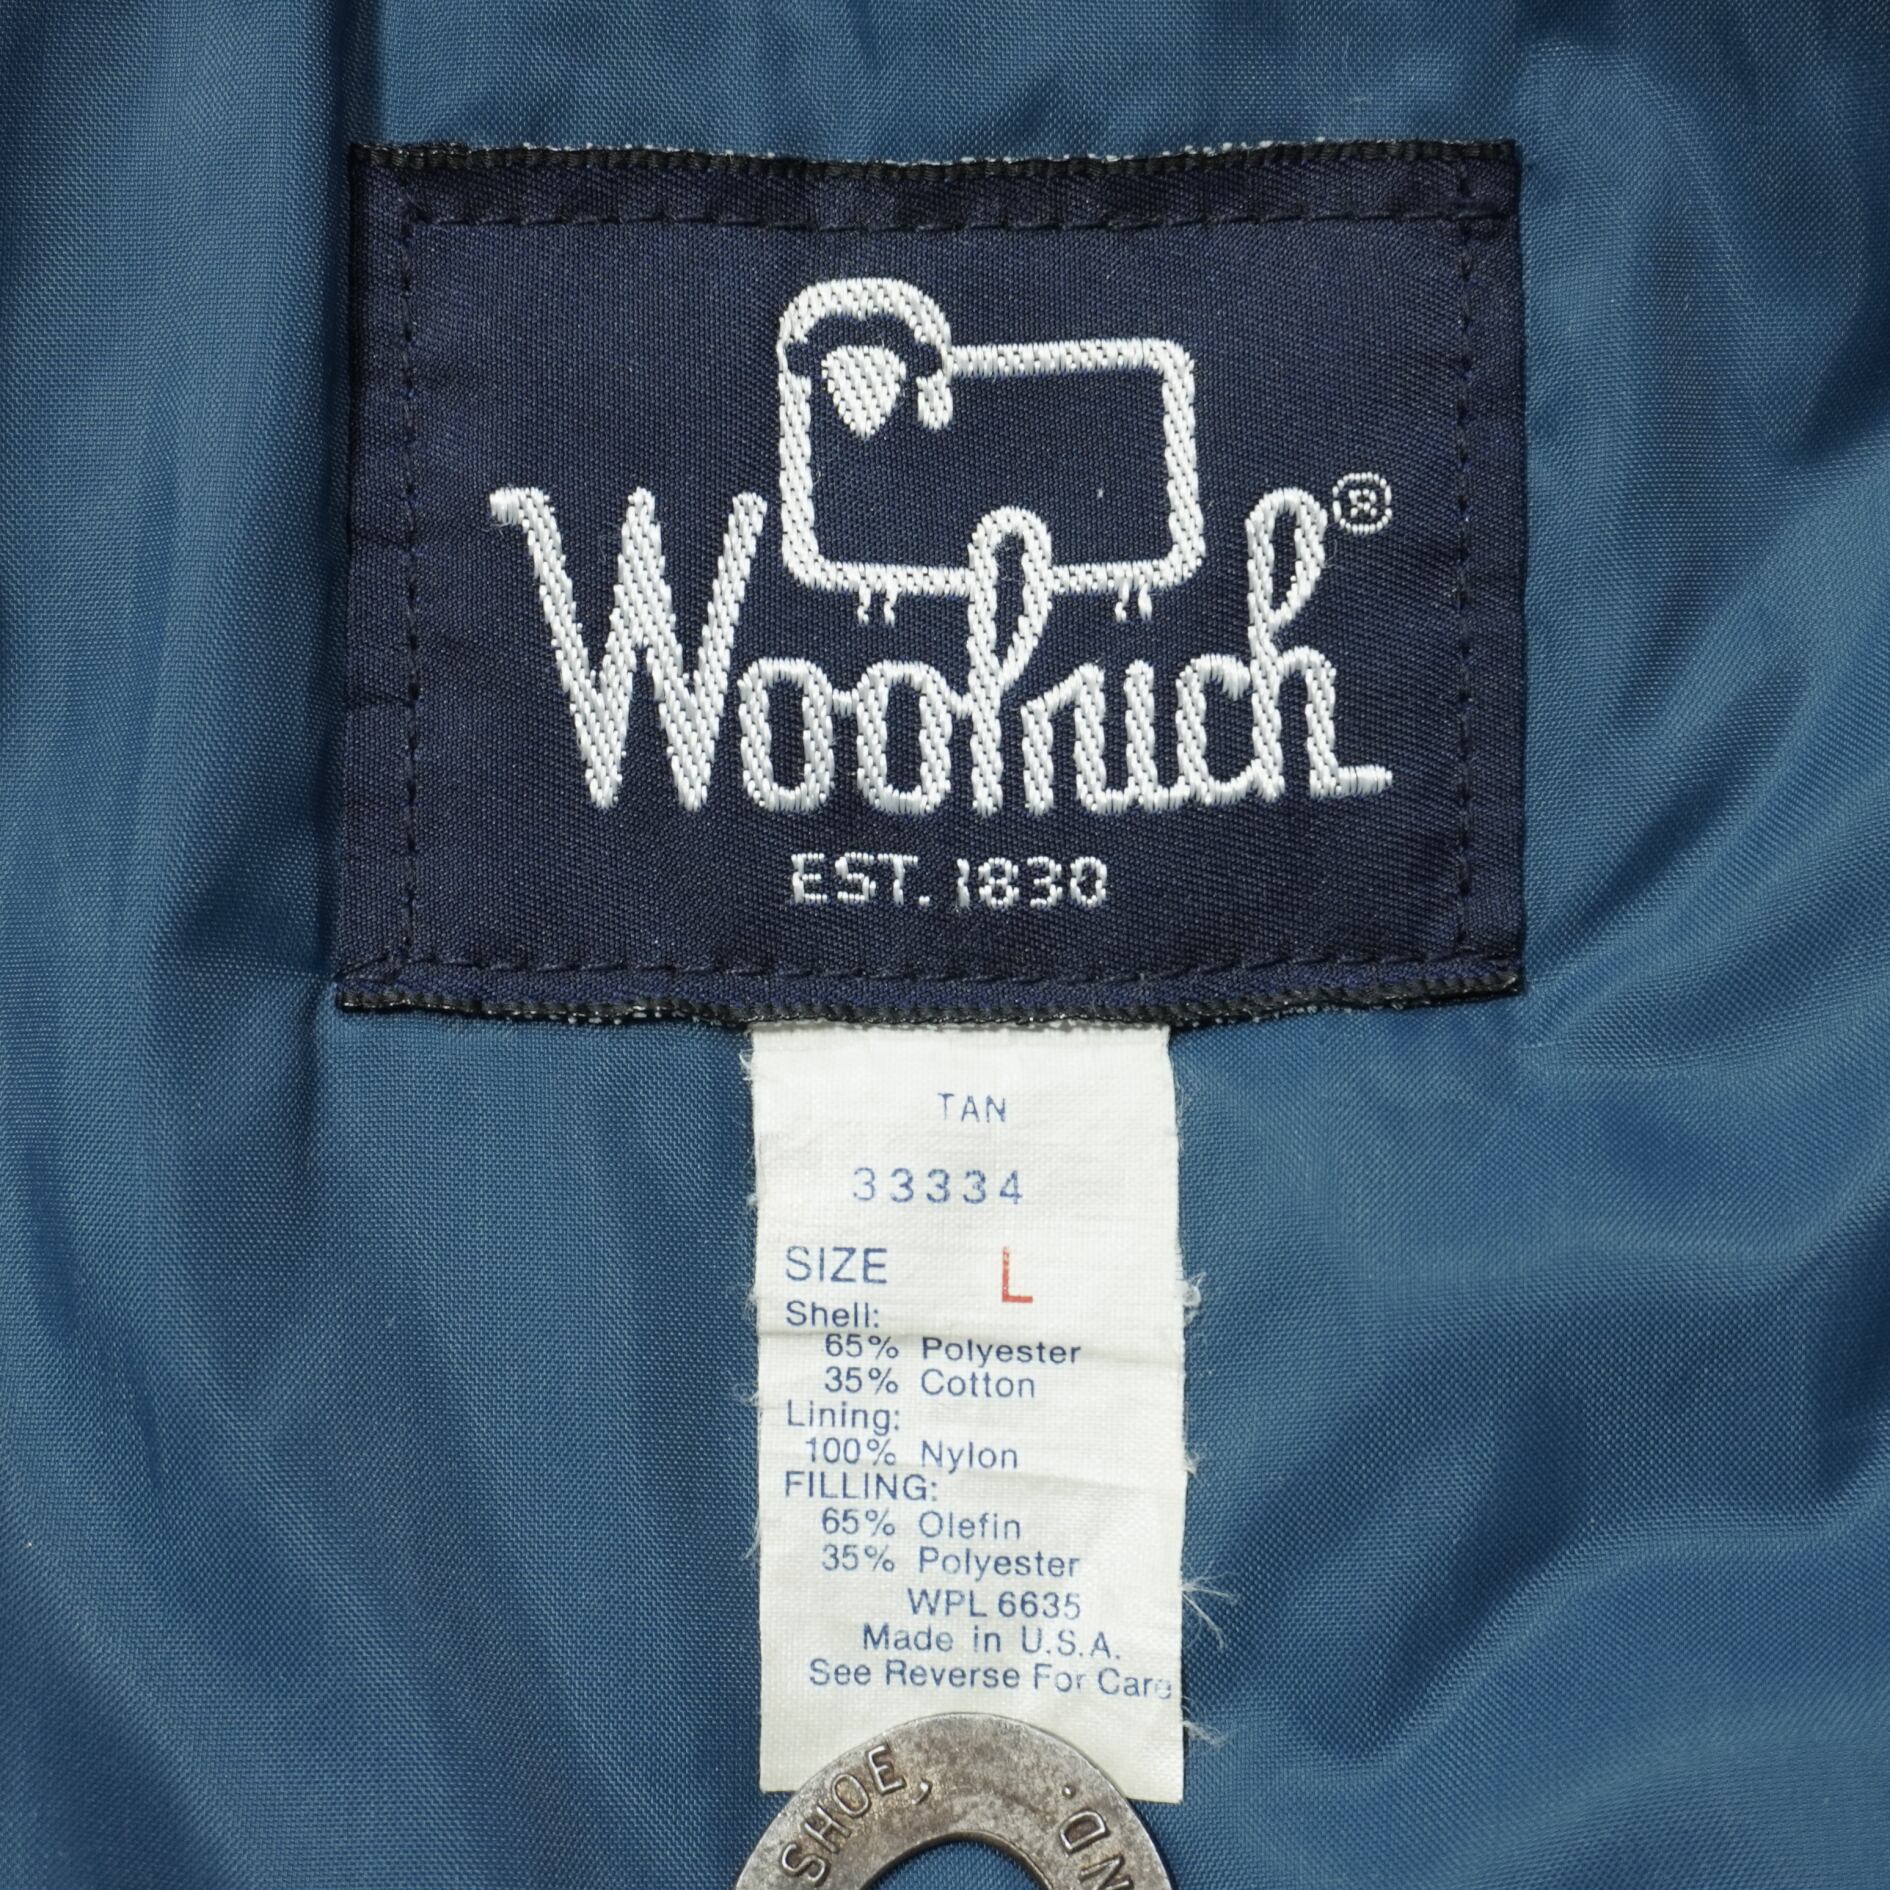 Woolrich®
EST. 1830
TAN
33334
SIZE L
Shell:
65% Polyester
35% Cotton
Lining:
100% Nylon
FILLING:
65% Olefin
35% Polyester
WPL 6635
Made in U.S.A.
See Reverse For Care
SHOE,
ND.